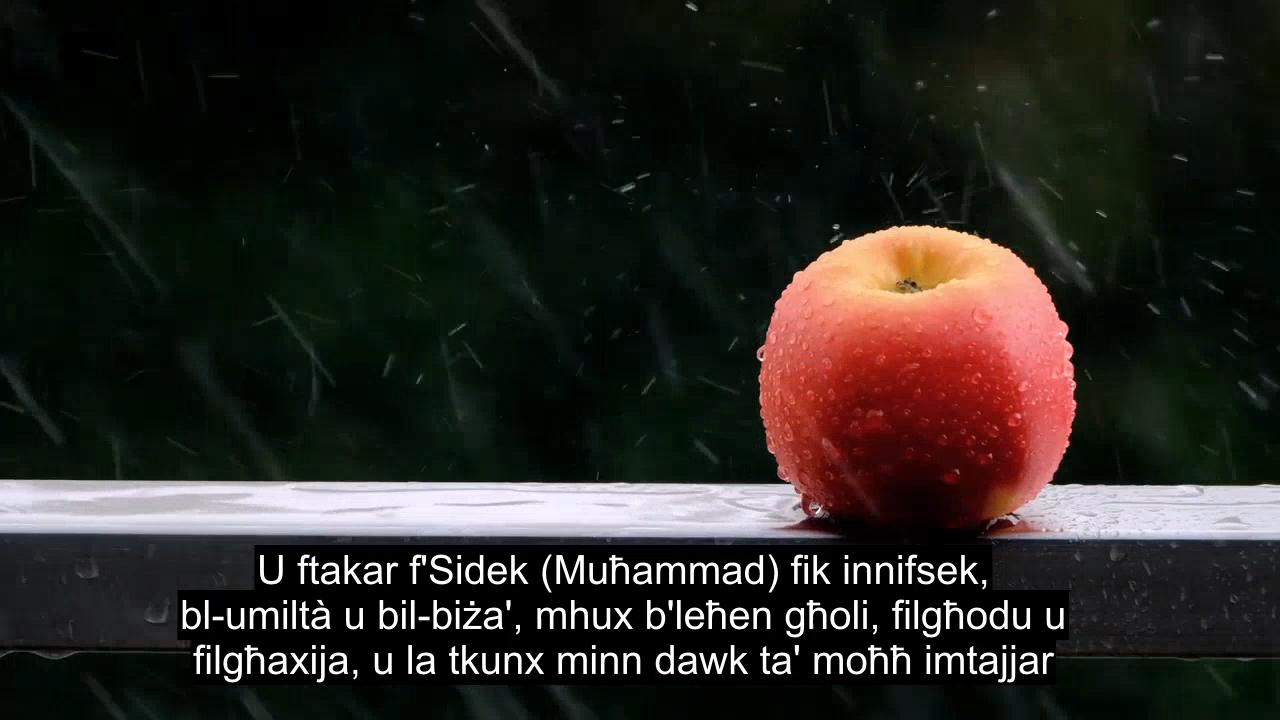 U ftakar f'Sidek (Muħammad) fik innifsek,
bl-umiltà u bil-biża', mhux b'leħen għoli, filgħodu u
filgħaxija, u la tkunx minn dawk ta' moħħ imtajjar